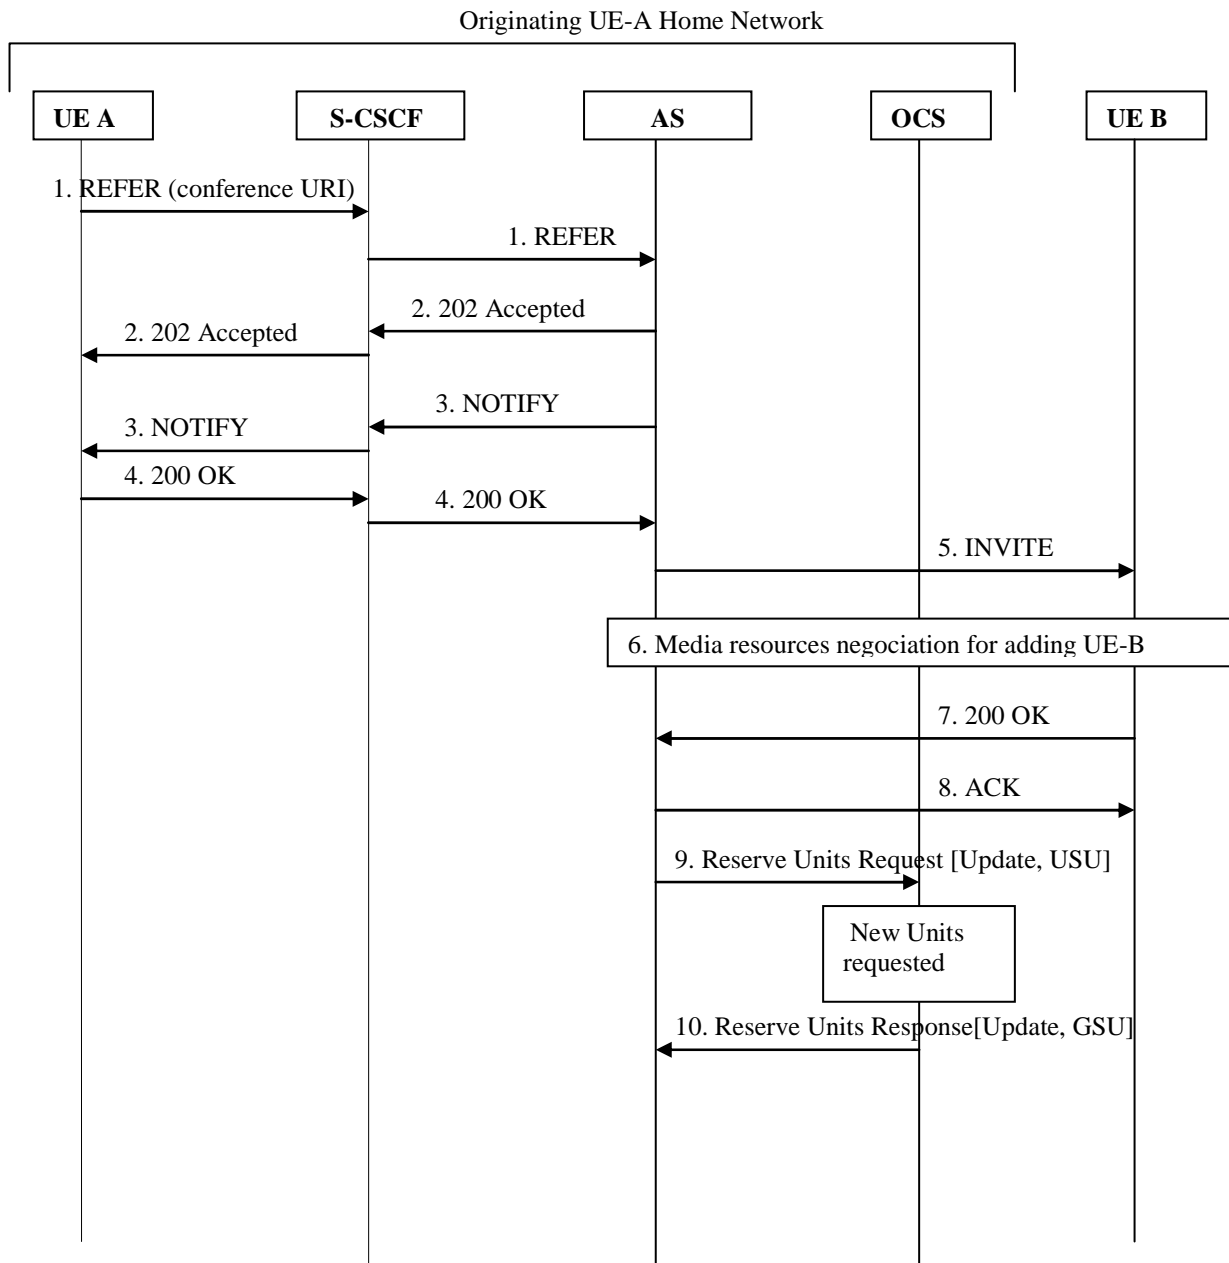 Originating UE-A Home Network
UE A
S-CSCF
AS
OCS
UE B
1. REFER (conference URI)
1. REFER
2. 202 Accepted
2. 202 Accepted
3. NOTIFY
3. NOTIFY
4. 200 OK
4. 200 OK
5. INVITE
6. Media resources negociation for adding UE-B
7. 200 OK
8. ACK
9. Reserve Units Request [Update, USU]
New Units
requested
10. Reserve Units Response[Update, GSU]